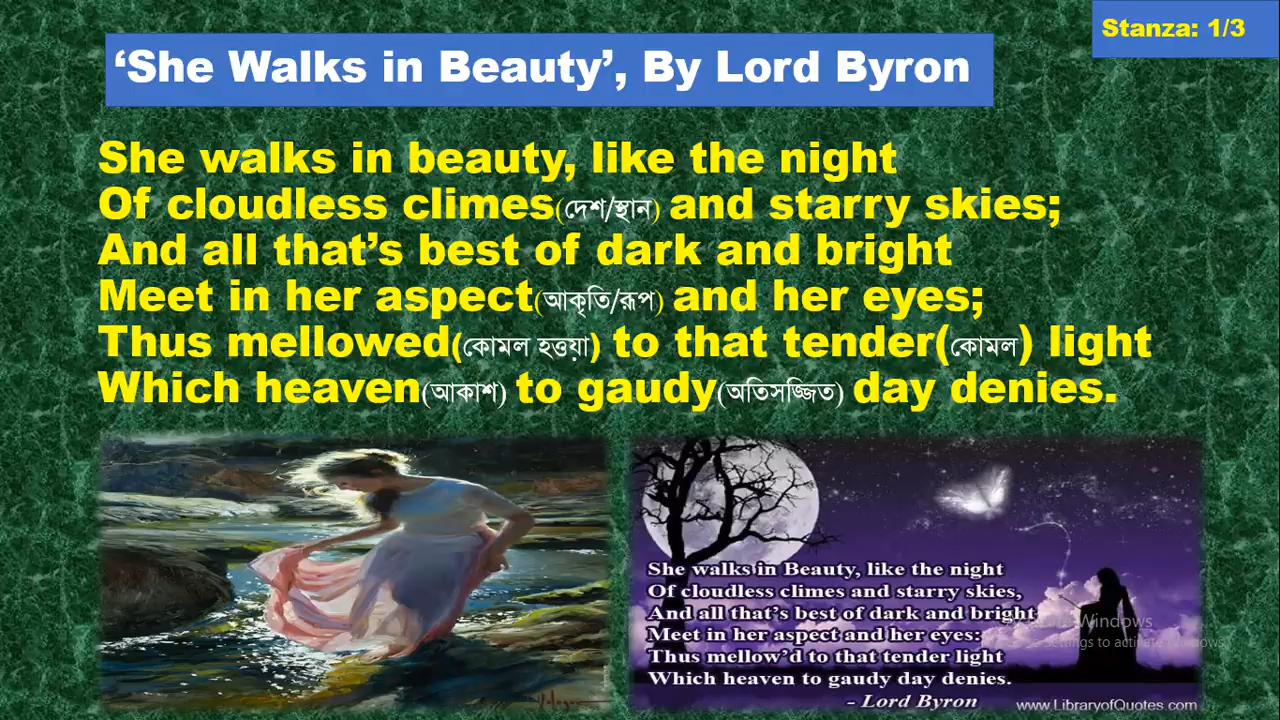 Stanza: 1/3
‘She Walks in Beauty’, By Lord Byron
She walks in beauty, like the night
Of cloudless climes(দেশ/স্থান) and starry skies;
And all that’s best of dark and bright
Meet in her aspect(আকৃতি/রূপ) and her eyes;
Thus mellowed(কোমল হওয়া) to that tender(কোমল) light
Which heaven(আকাশ) to gaudy(অতিসজ্জিত) day denies.
She walks in Beauty, like the night
Of cloudless climes and starry skies,
And all that’s best of dark and bright
Meet in her aspect and her eyes:
Thus mellow’d to that tender light
Which heaven to gaudy day denies.
- Lord Byron
www.LibraryofQuotes.com
Windows
Settings to activate Windows